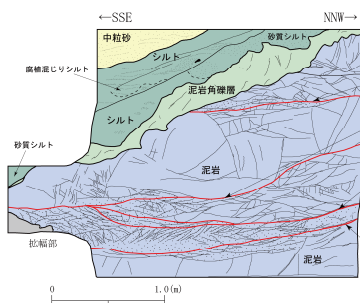 ←SSE
NNW→
中粒砂
砂質シルト
シルト
腐植混じりシルト
泥岩角礫層
シルト
砂質シルト
泥岩
拡幅部
泥岩
0
1.0(m)